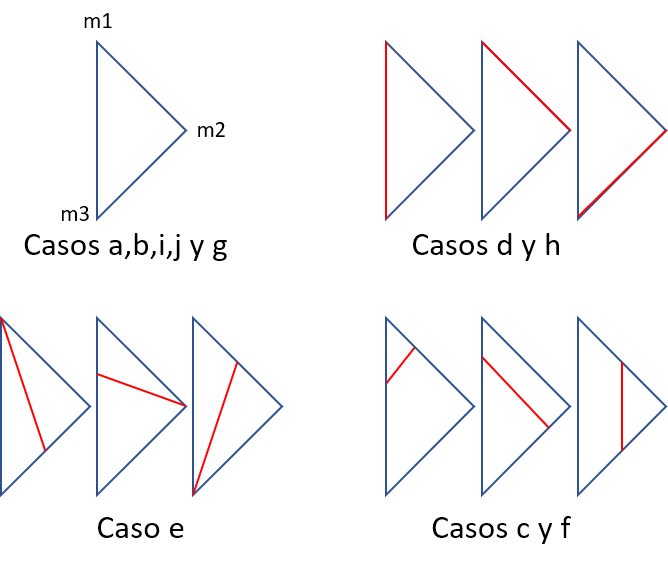 m1
m2
m3
Casos a,b,i,j y g
Casos d y h
Caso e
Casos c y f